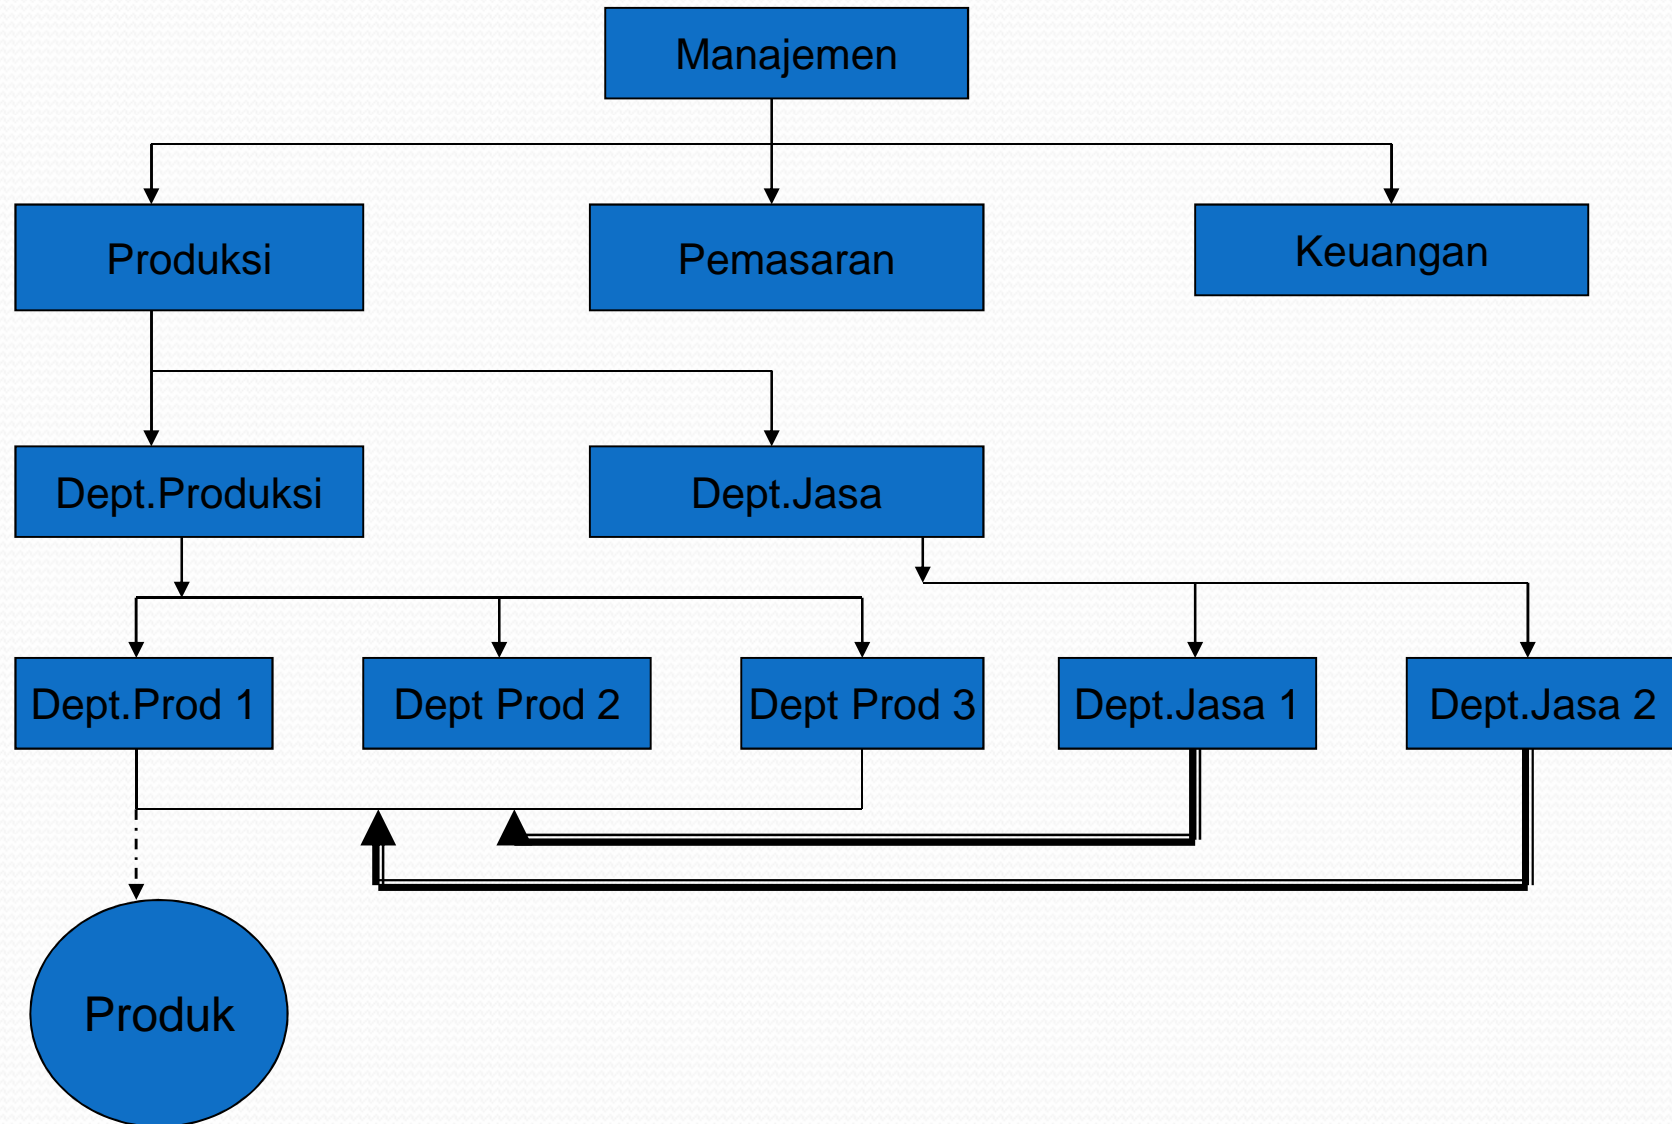 Manajemen
Produksi
Pemasaran
Keuangan
Dept.Produksi
Dept.Jasa
Dept.Prod 1
Dept Prod 2
Dept Prod 3
Dept.Jasa 1
Dept.Jasa 2
Produk